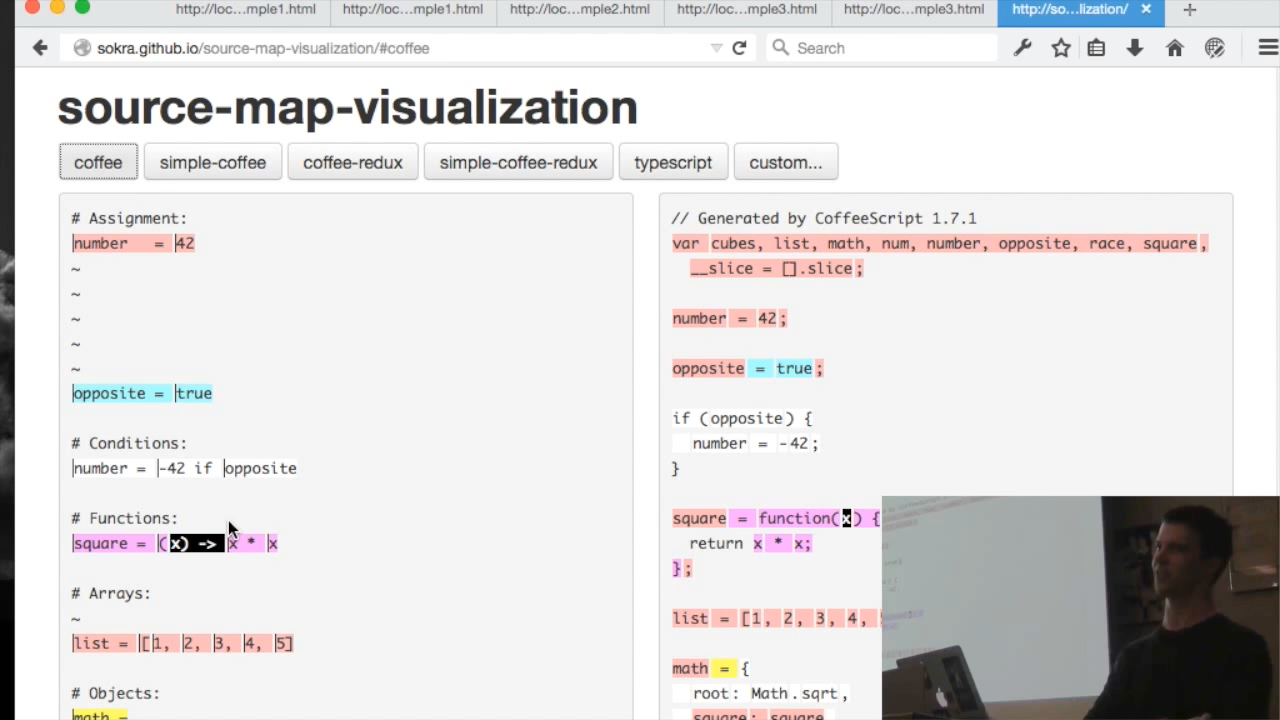 http://loc...mple1.html
http://loc...mple1.html
http://loc...mple2.html
http://loc...mple3.html
http://loc...mple3.html
http://so...lization/ ×
sokra.github.io/source-map-visualization/#coffee
Search
source-map-visualization
coffee
simple-coffee
coffee-redux
simple-coffee-redux
typescript
custom...
# Assignment:
number   = 42
~
~
~
~
~
opposite = true
# Conditions:
number = -42 if opposite
# Functions:
square = (x) -> x * x
# Arrays:
~
list = [1, 2, 3, 4, 5]
# Objects:
math =
// Generated by CoffeeScript 1.7.1
var cubes, list, math, num, number, opposite, race, square,
__slice = [].slice;
number = 42;
opposite = true;
if (opposite) {
number = -42;
}
square = function(x) {
return x * x;
};
list = [1, 2, 3, 4,
math = {
root: Math.sqrt,
square: square